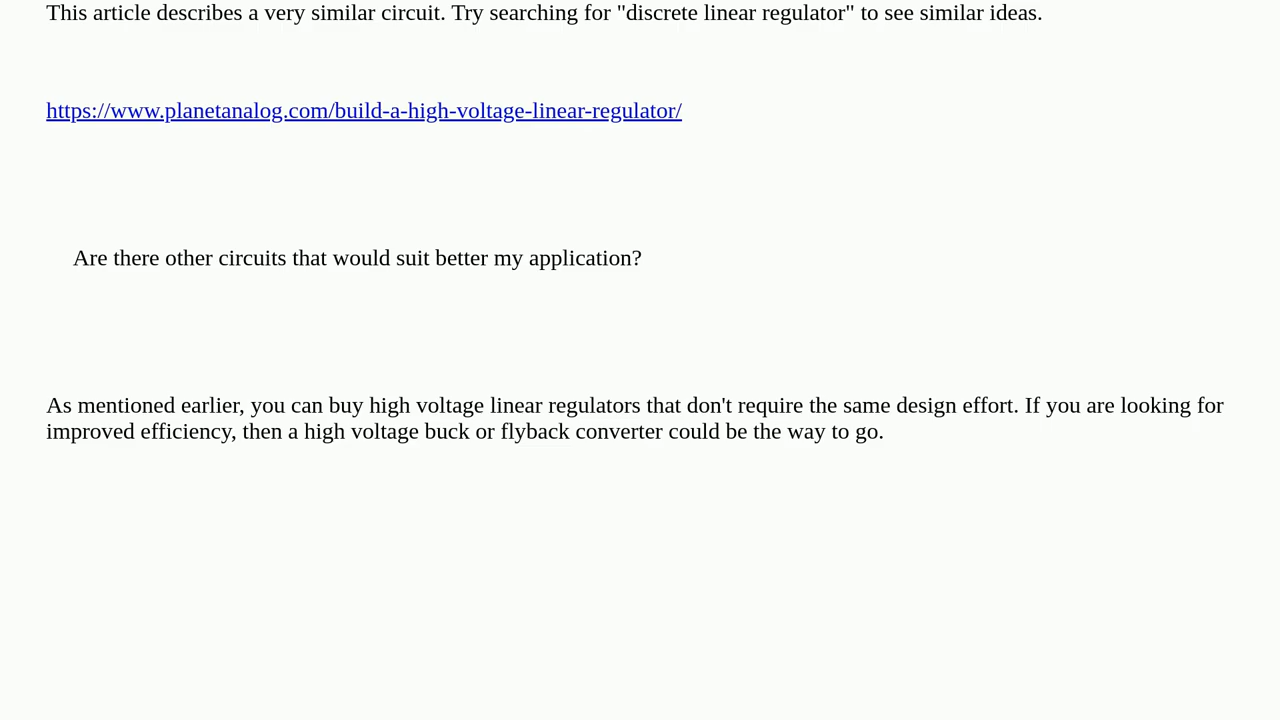 This article describes a very similar circuit. Try searching for "discrete linear regulator" to see similar ideas.
https://www.planetanalog.com/build-a-high-voltage-linear-regulator/
Are there other circuits that would suit better my application?
As mentioned earlier, you can buy high voltage linear regulators that don't require the same design effort. If you are looking for
improved efficiency, then a high voltage buck or flyback converter could be the way to go.